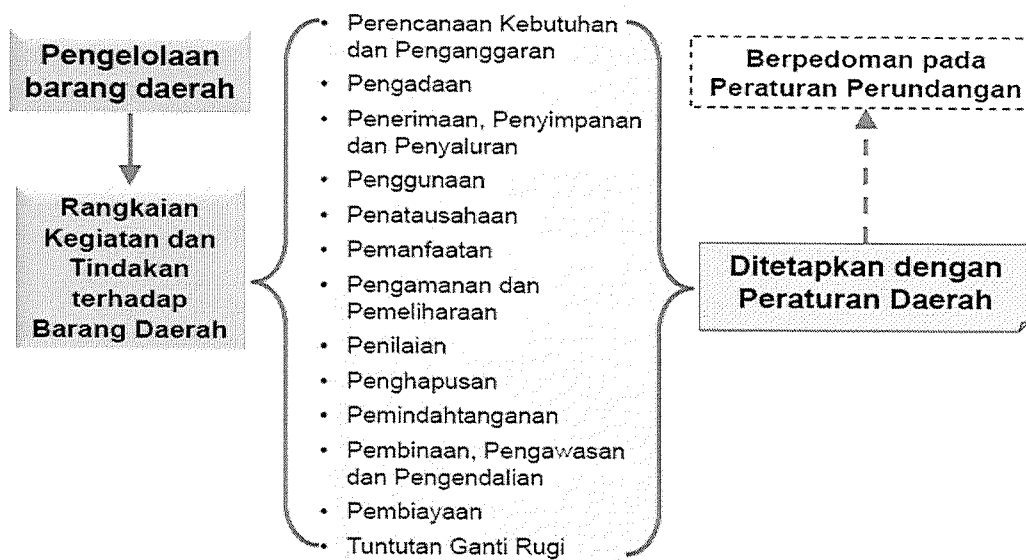 Pengelolaan
barang daerah
Rangkaian
Kegiatan dan
Tindakan
terhadap
Barang Daerah
• Perencanaan Kebutuhan
dan Penganggaran
• Pengadaan
• Penerimaan, Penyimpanan
dan Penyaluran
• Penggunaan
• Penatausahaan
• Pemanfaatan
• Pengamanan dan
Pemeliharaan
• Penilaian
• Penghapusan
• Pemindahtanganan
• Pembinaan, Pengawasan
dan Pengendalian
• Pembiayaan
• Tuntutan Ganti Rugi
Berpedoman pada
Peraturan Perundangan
Ditetapkan dengan
Peraturan Daerah